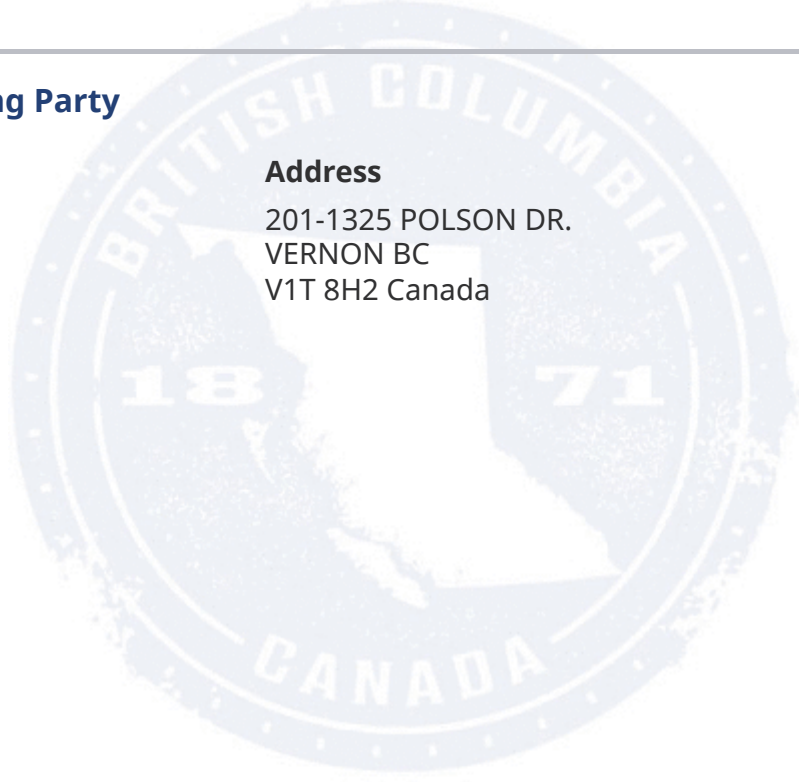 ng Party
Address
201-1325 POLSON DR.
VERNON BC
V1T 8H2 Canada
BRITISH COLUMBIA
18 71
CANADA